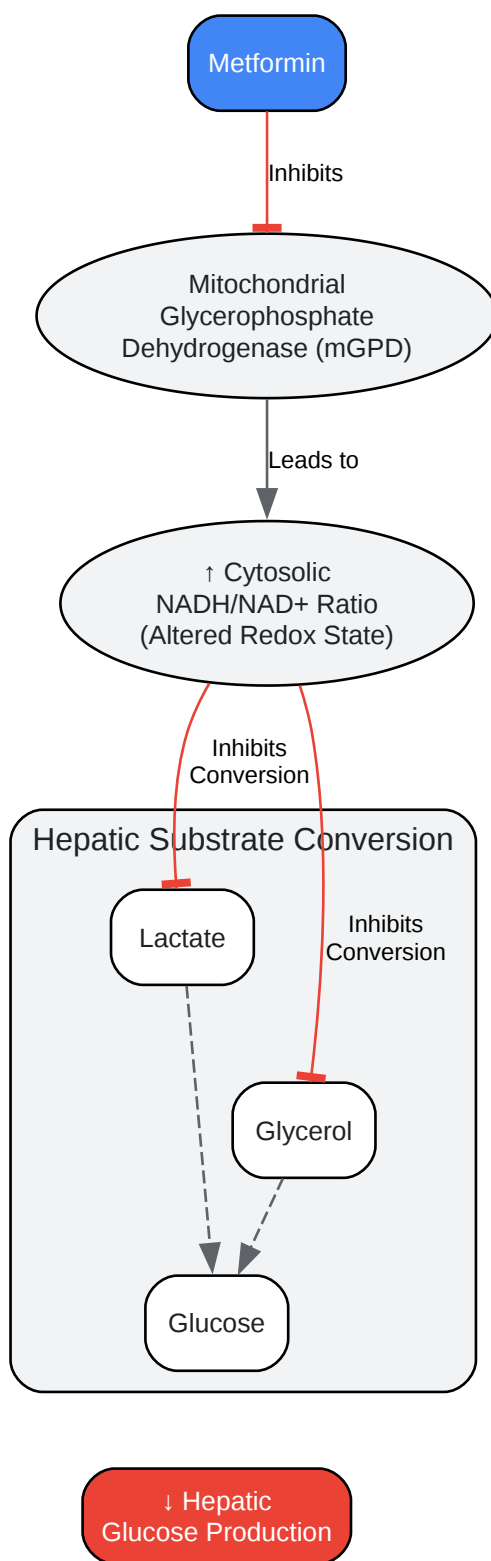 Metformin
Inhibits
Mitochondrial
Glycerophosphate
Dehydrogenase (mGPD)
Leads to
↑ Cytosolic
NADH/NAD+ Ratio
(Altered Redox State)
Inhibits
Conversion
Hepatic Substrate Conversion
Lactate
Inhibits
Conversion
Glycerol
Glucose
↓ Hepatic
Glucose Production